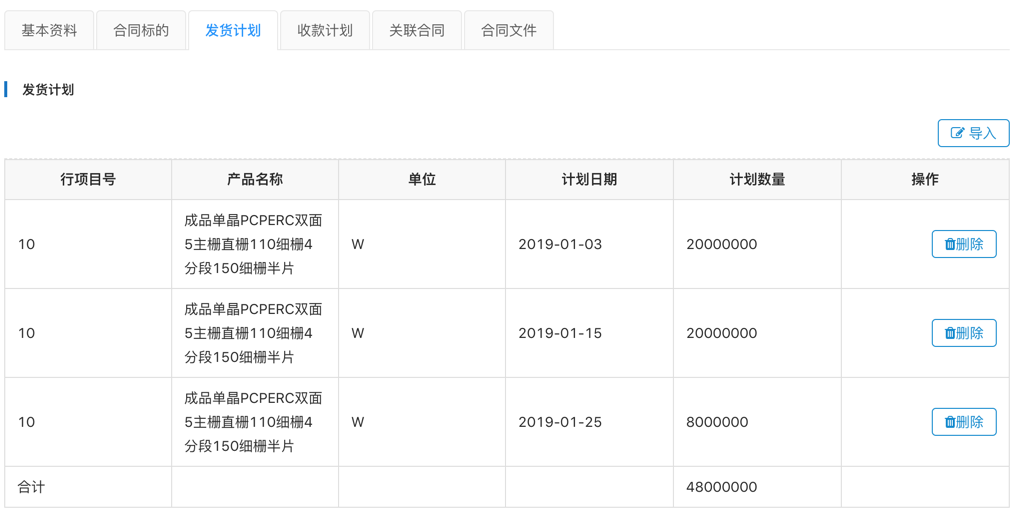 基本资料 合同标的 发货计划 收款计划 关联合同 合同文件
发货计划
导入
行项目号 产品名称 单位 计划日期 计划数量 操作
10 成品单晶PCPERC双面 W 2019-01-03 20000000 删除
5主栅直栅110细栅4
分段150细栅半片
10 成品单晶PCPERC双面 W 2019-01-15 20000000 删除
5主栅直栅110细栅4
分段150细栅半片
10 成品单晶PCPERC双面 W 2019-01-25 8000000 删除
5主栅直栅110细栅4
分段150细栅半片
合计 48000000